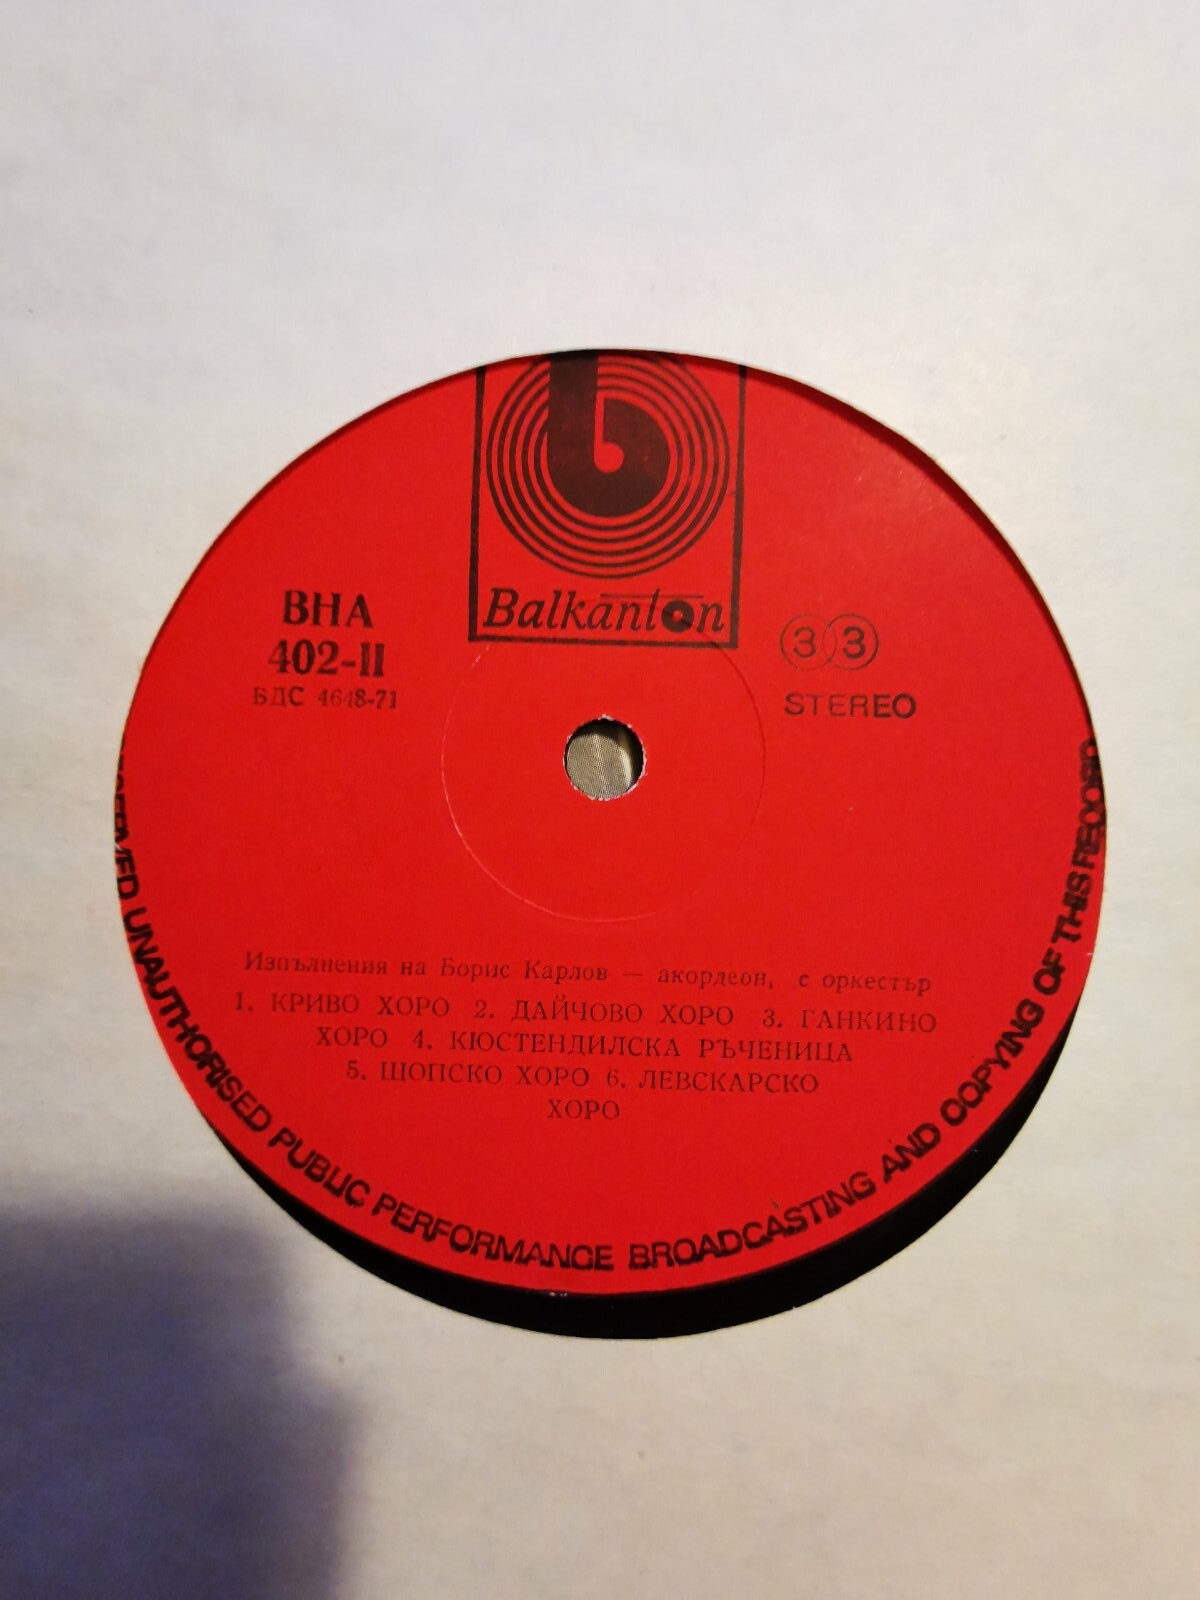 Balkanton
ВНА
402-II
БДС 4648-71
33
STEREO
Изпълнения на Борис Карлов — акордеон, с оркестър
1. КРИВО ХОРО 2. ДАЙЧОВО ХОРО 3. ГАНКИНО
ХОРО 4. КЮСТЕНДИЛСКА РЪЧЕНИЦА
5. ШОПСКО ХОРО 6. ЛЕВСКАРСКО
ХОРО
UNAUTHORISED PUBLIC PERFORMANCE BROADCASTING AND COPYING OF THIS RECORD